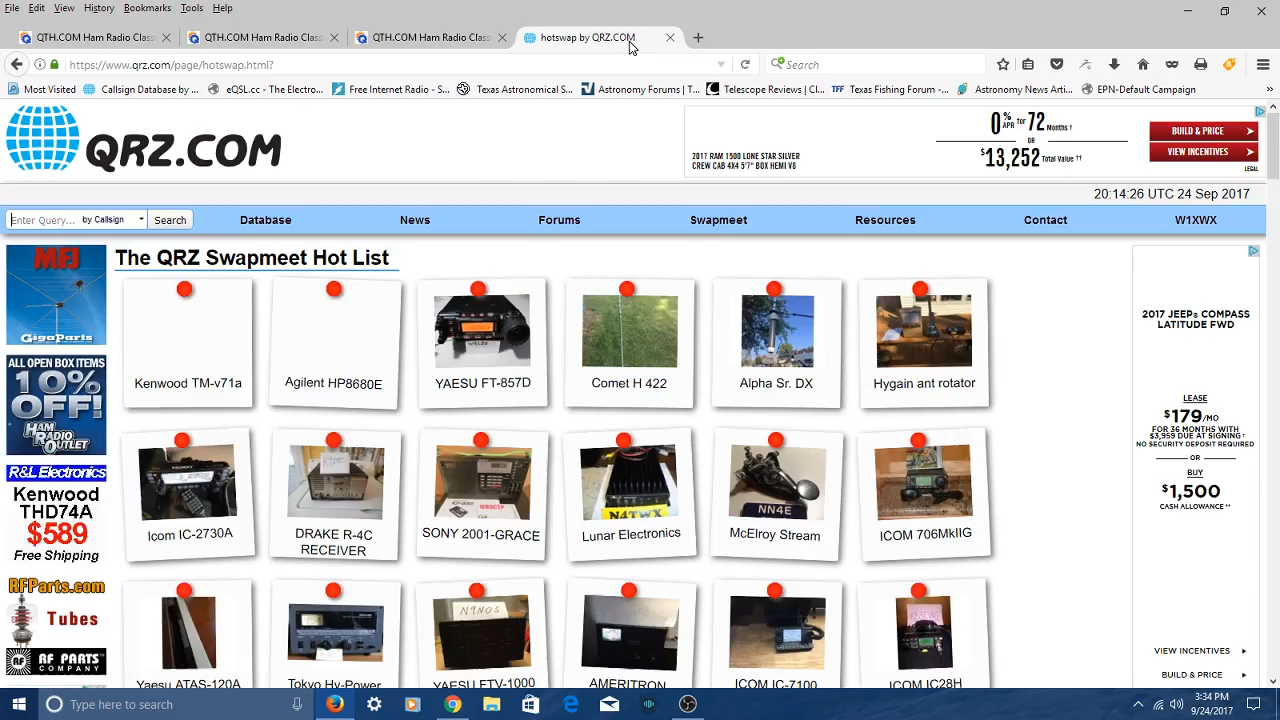 File Edit View History Bookmarks Tools Help
QTH.COM Ham Radio Class
QTH.COM Ham Radio Class
QTH.COM Ham Radio Class
hotswap by QRZ.COM
https://www.qrz.com/page/hotswap.html?
Search
Most Visited
Callsign Database by...
eQSL.cc - The Electro...
Free Internet Radio - ...
Texas Astronomical S...
Astronomy Forums | T...
Telescope Reviews | Cl...
TFF Texas Fishing Forum - ...
Astronomy News Arti...
EPN-Default Campaign
QRZ.COM
2017 RAM 1500 LONE STAR SILVER
CREW CAB 4X4 5'7" BOX HEMI V8
0% APR for 72 Months †
OR
$13,252 Total Value ††
BUILD & PRICE
VIEW INCENTIVES
LEGAL
20:14:26 UTC 24 Sep 2017
Enter Query... by Callsign Search
Database
News
Forums
Swapmeet
Resources
Contact
W1XWX
MFJ
GigaParts
ALL OPEN BOX ITEMS
10% OFF!
HAM RADIO OUTLET
R&L Electronics
Kenwood
THD74A
$589
Free Shipping
RFParts.com
Tubes
RF PARTS
COMPANY
The QRZ Swapmeet Hot List
Kenwood TM-v71a
Agilent HP8680E
YAESU FT-857D
Comet H 422
Alpha Sr. DX
Hygain ant rotator
Icom IC-2730A
DRAKE R-4C
RECEIVER
SONY 2001-GRACE
N4TWX
Lunar Electronics
NN4E
McElroy Stream
ICOM 706MkIIG
Yaesu ATAS-120A
Tokyo Hy-Power
N9NOS
YAESU FTV-1000
AMERITRON
ICOM IC-7100
ICOM IC28H
2017 JEEP® COMPASS
LATITUDE FWD
LEASE
$179/MO
FOR 36 MONTHS WITH
$3,959 DUE AT SIGNING†
NO SECURITY DEPOSIT REQUIRED
OR
BUY
$1,500
CASH ALLOWANCE††
VIEW INCENTIVES
BUILD & PRICE
Type here to search
3:34 PM
9/24/2017